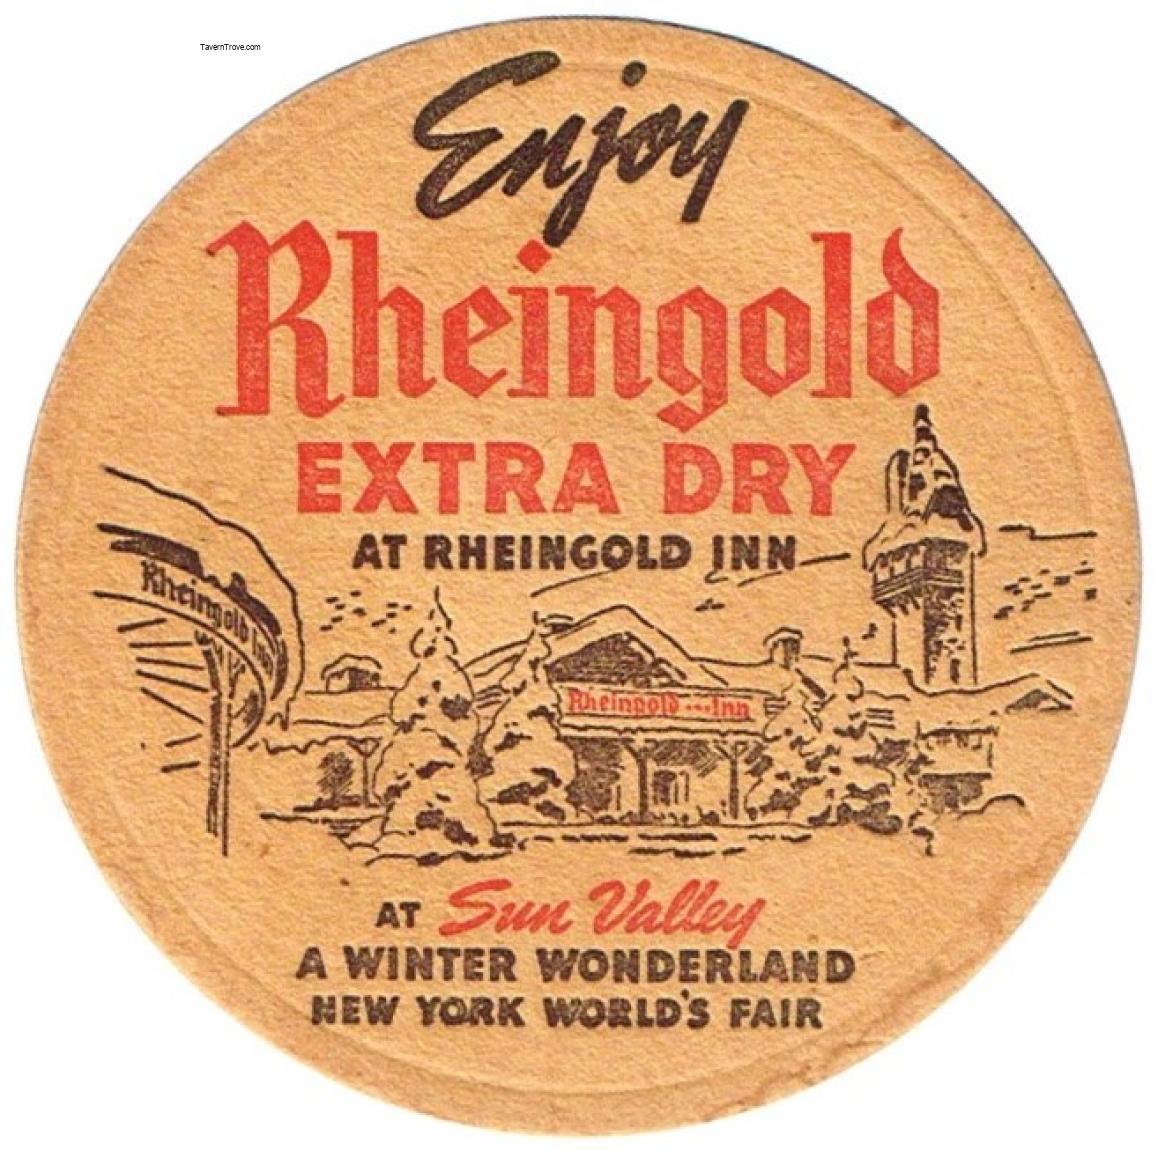 TavernTrove.com
Enjoy
Rheingold
EXTRA DRY
AT RHEINGOLD INN
Rheingold Inn
Rheingold ... Inn
AT Sun Valley
A WINTER WONDERLAND
NEW YORK WORLD'S FAIR